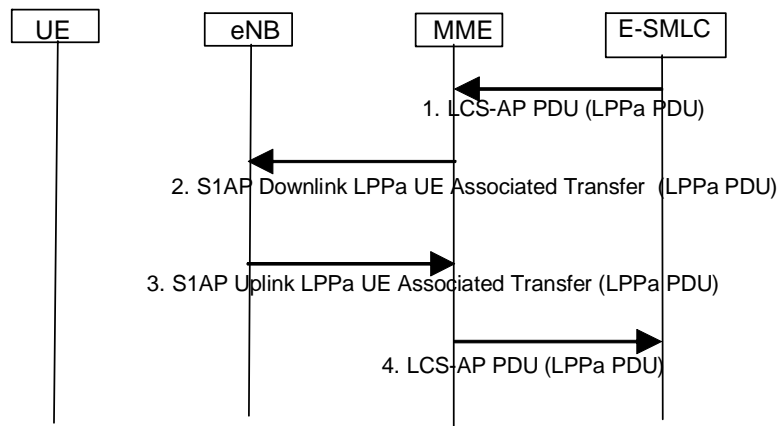 UE eNB MME E-SMLC
1. LCS-AP PDU (LPPa PDU)
2. S1AP Downlink LPPa UE Associated Transfer (LPPa PDU)
3. S1AP Uplink LPPa UE Associated Transfer (LPPa PDU)
4. LCS-AP PDU (LPPa PDU)